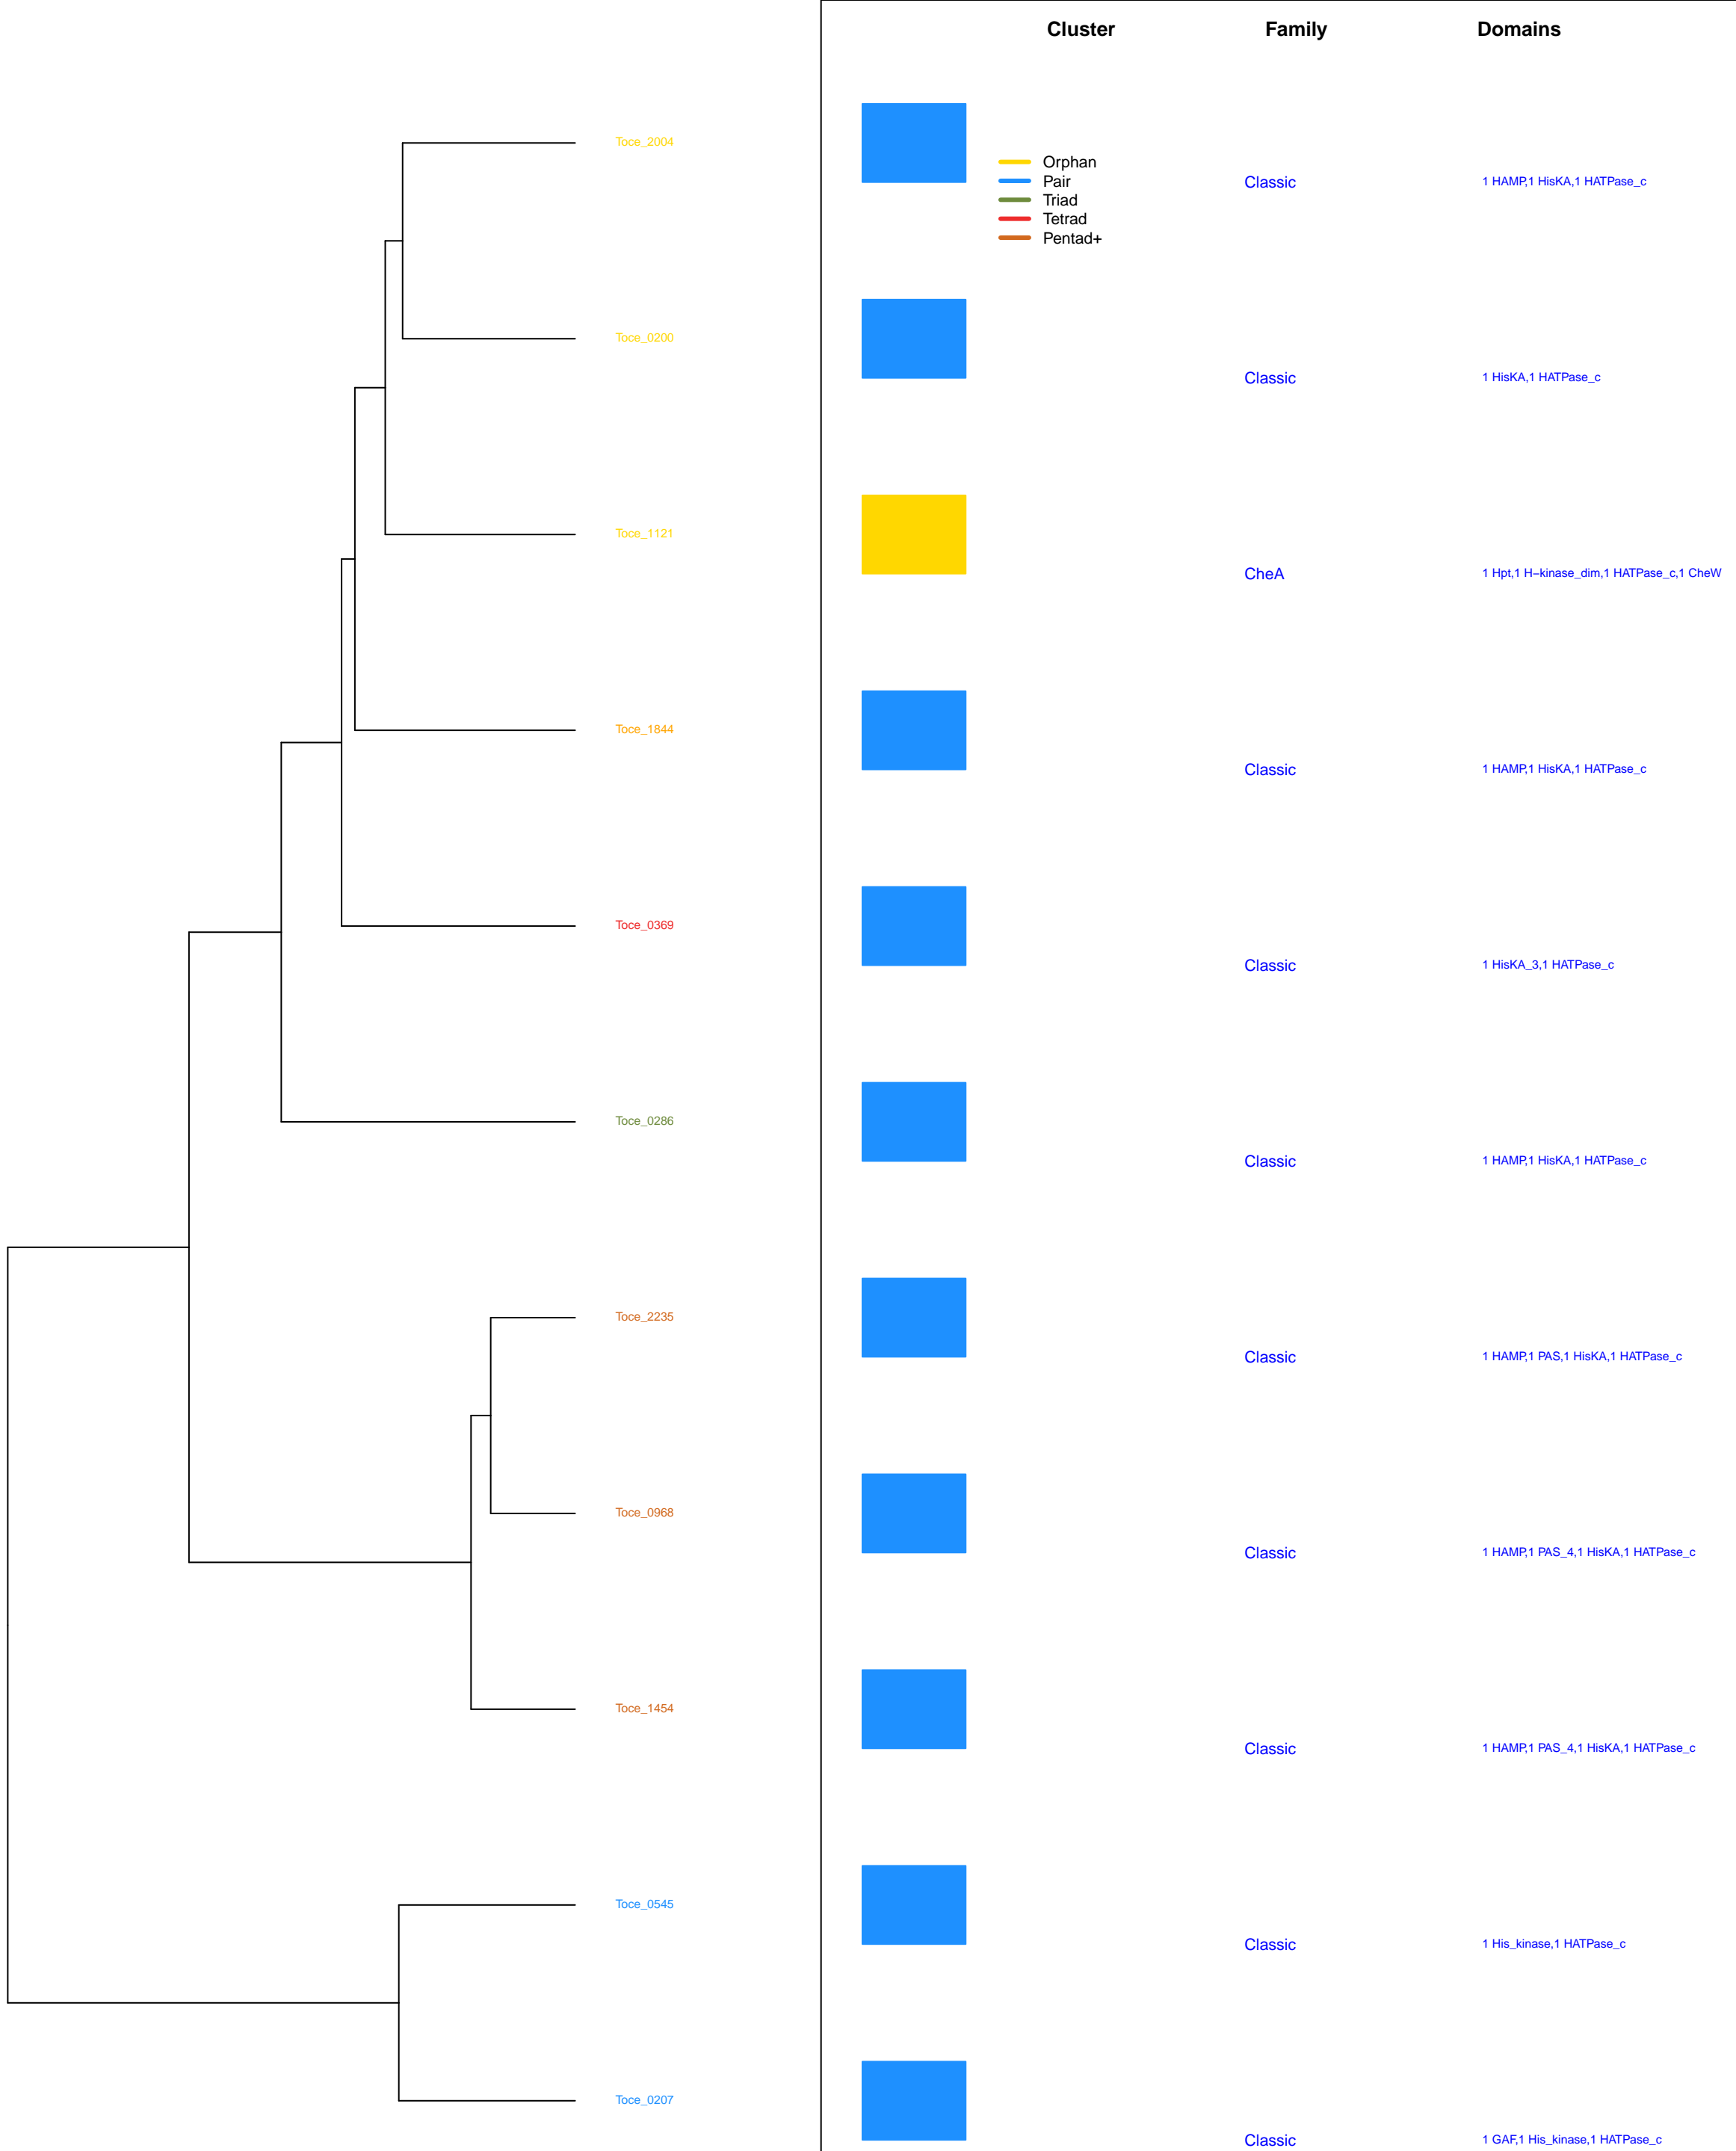 Cluster Family Domains
Toce_2004
Orphan
Pair
Triad
Tetrad
Pentad+
Classic 1 HAMP,1 HisKA,1 HATPase_c
Toce_0200
Classic 1 HisKA,1 HATPase_c
Toce_1121
CheA 1 Hpt,1 H−kinase_dim,1 HATPase_c,1 CheW
Toce_1844
Classic 1 HAMP,1 HisKA,1 HATPase_c
Toce_0369
Classic 1 HisKA_3,1 HATPase_c
Toce_0286
Classic 1 HAMP,1 HisKA,1 HATPase_c
Toce_2235
Classic 1 HAMP,1 PAS,1 HisKA,1 HATPase_c
Toce_0968
Classic 1 HAMP,1 PAS_4,1 HisKA,1 HATPase_c
Toce_1454
Classic 1 HAMP,1 PAS_4,1 HisKA,1 HATPase_c
Toce_0545
Classic 1 His_kinase,1 HATPase_c
Toce_0207
Classic 1 GAF,1 His_kinase,1 HATPase_c